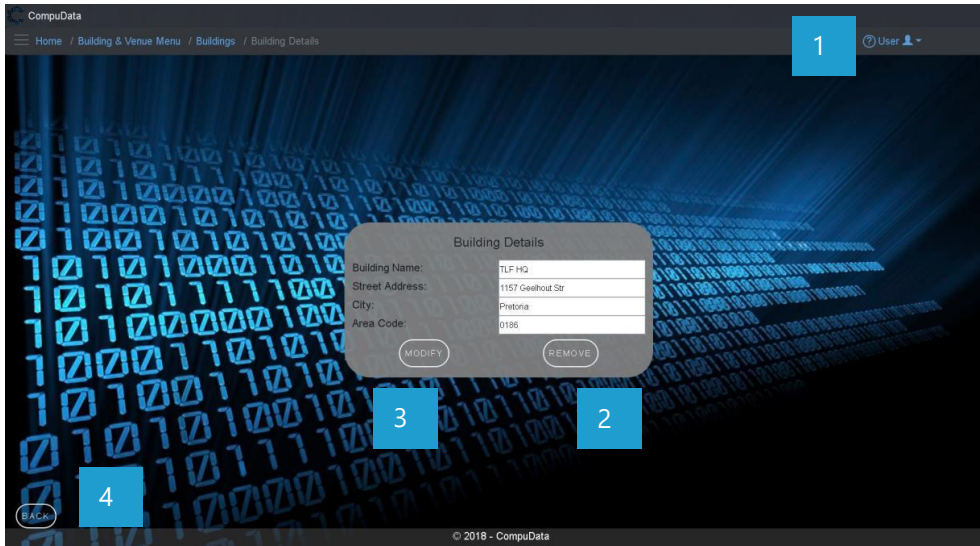 CompuData
Home / Building & Venue Menu / Buildings / Building Details
1
? User
Building Details
Building Name: TLF HQ
Street Address: 1157 Geelhout Str
City: Pretoria
Area Code: 0186
MODIFY REMOVE
3 2
4
BACK
© 2018 - CompuData